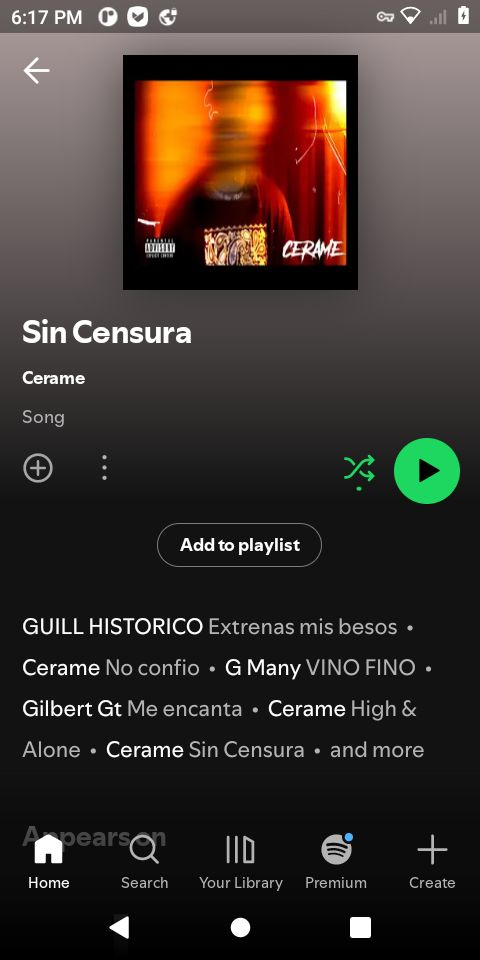 6:17 PM
PARENTAL
ADVISORY
EXPLICIT CONTENT
CERAME
Sin Censura
Cerame
Song
Add to playlist
GUILL HISTORICO Extrenas mis besos •
Cerame No confio • G Many VINO FINO •
Gilbert Gt Me encanta • Cerame High &
Alone • Cerame Sin Censura • and more
Appears on
Home
Search
Your Library
Premium
Create